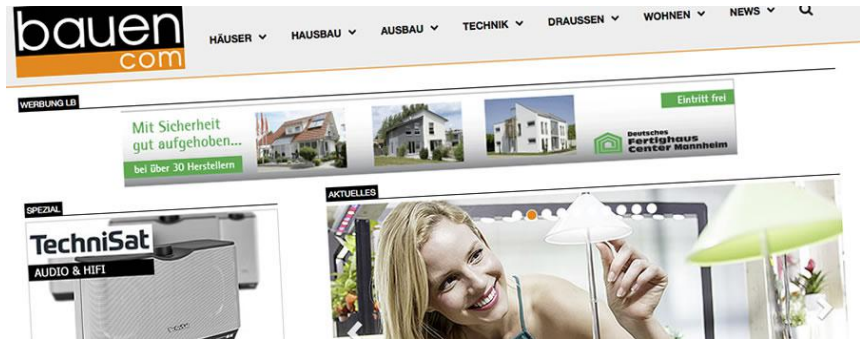 bauen
com
HÄUSER
HAUSBAU
AUSBAU
TECHNIK
DRAUSSEN
WOHNEN
NEWS
WERBUNG LB
Mit Sicherheit
gut aufgehoben...
bei über 30 Herstellern
Eintritt frei
Deutsches
Fertighaus
Center Mannheim
SPEZIAL
TechniSat
AUDIO & HIFI
TechniSat
AKTUELLES